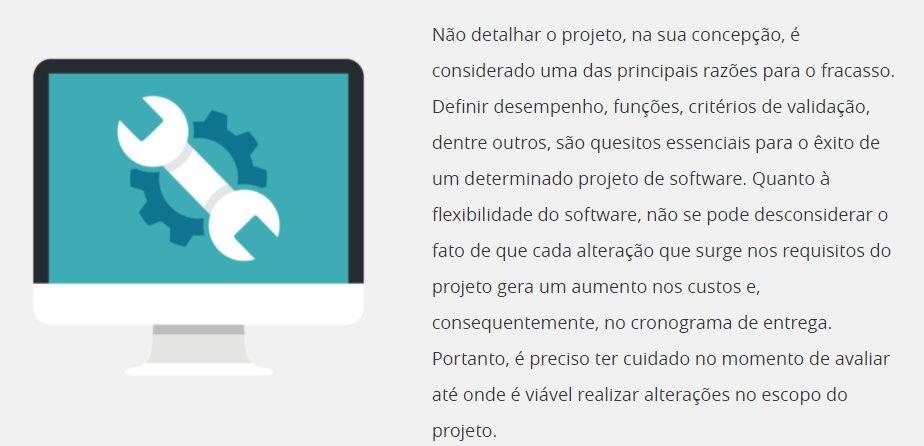 Não detalhar o projeto, na sua concepção, é
considerado uma das principais razões para o fracasso.
Definir desempenho, funções, critérios de validação,
dentre outros, são quesitos essenciais para o êxito de
um determinado projeto de software. Quanto à
flexibilidade do software, não se pode desconsiderar o
fato de que cada alteração que surge nos requisitos do
projeto gera um aumento nos custos e,
consequentemente, no cronograma de entrega.
Portanto, é preciso ter cuidado no momento de avaliar
até onde é viável realizar alterações no escopo do
projeto.